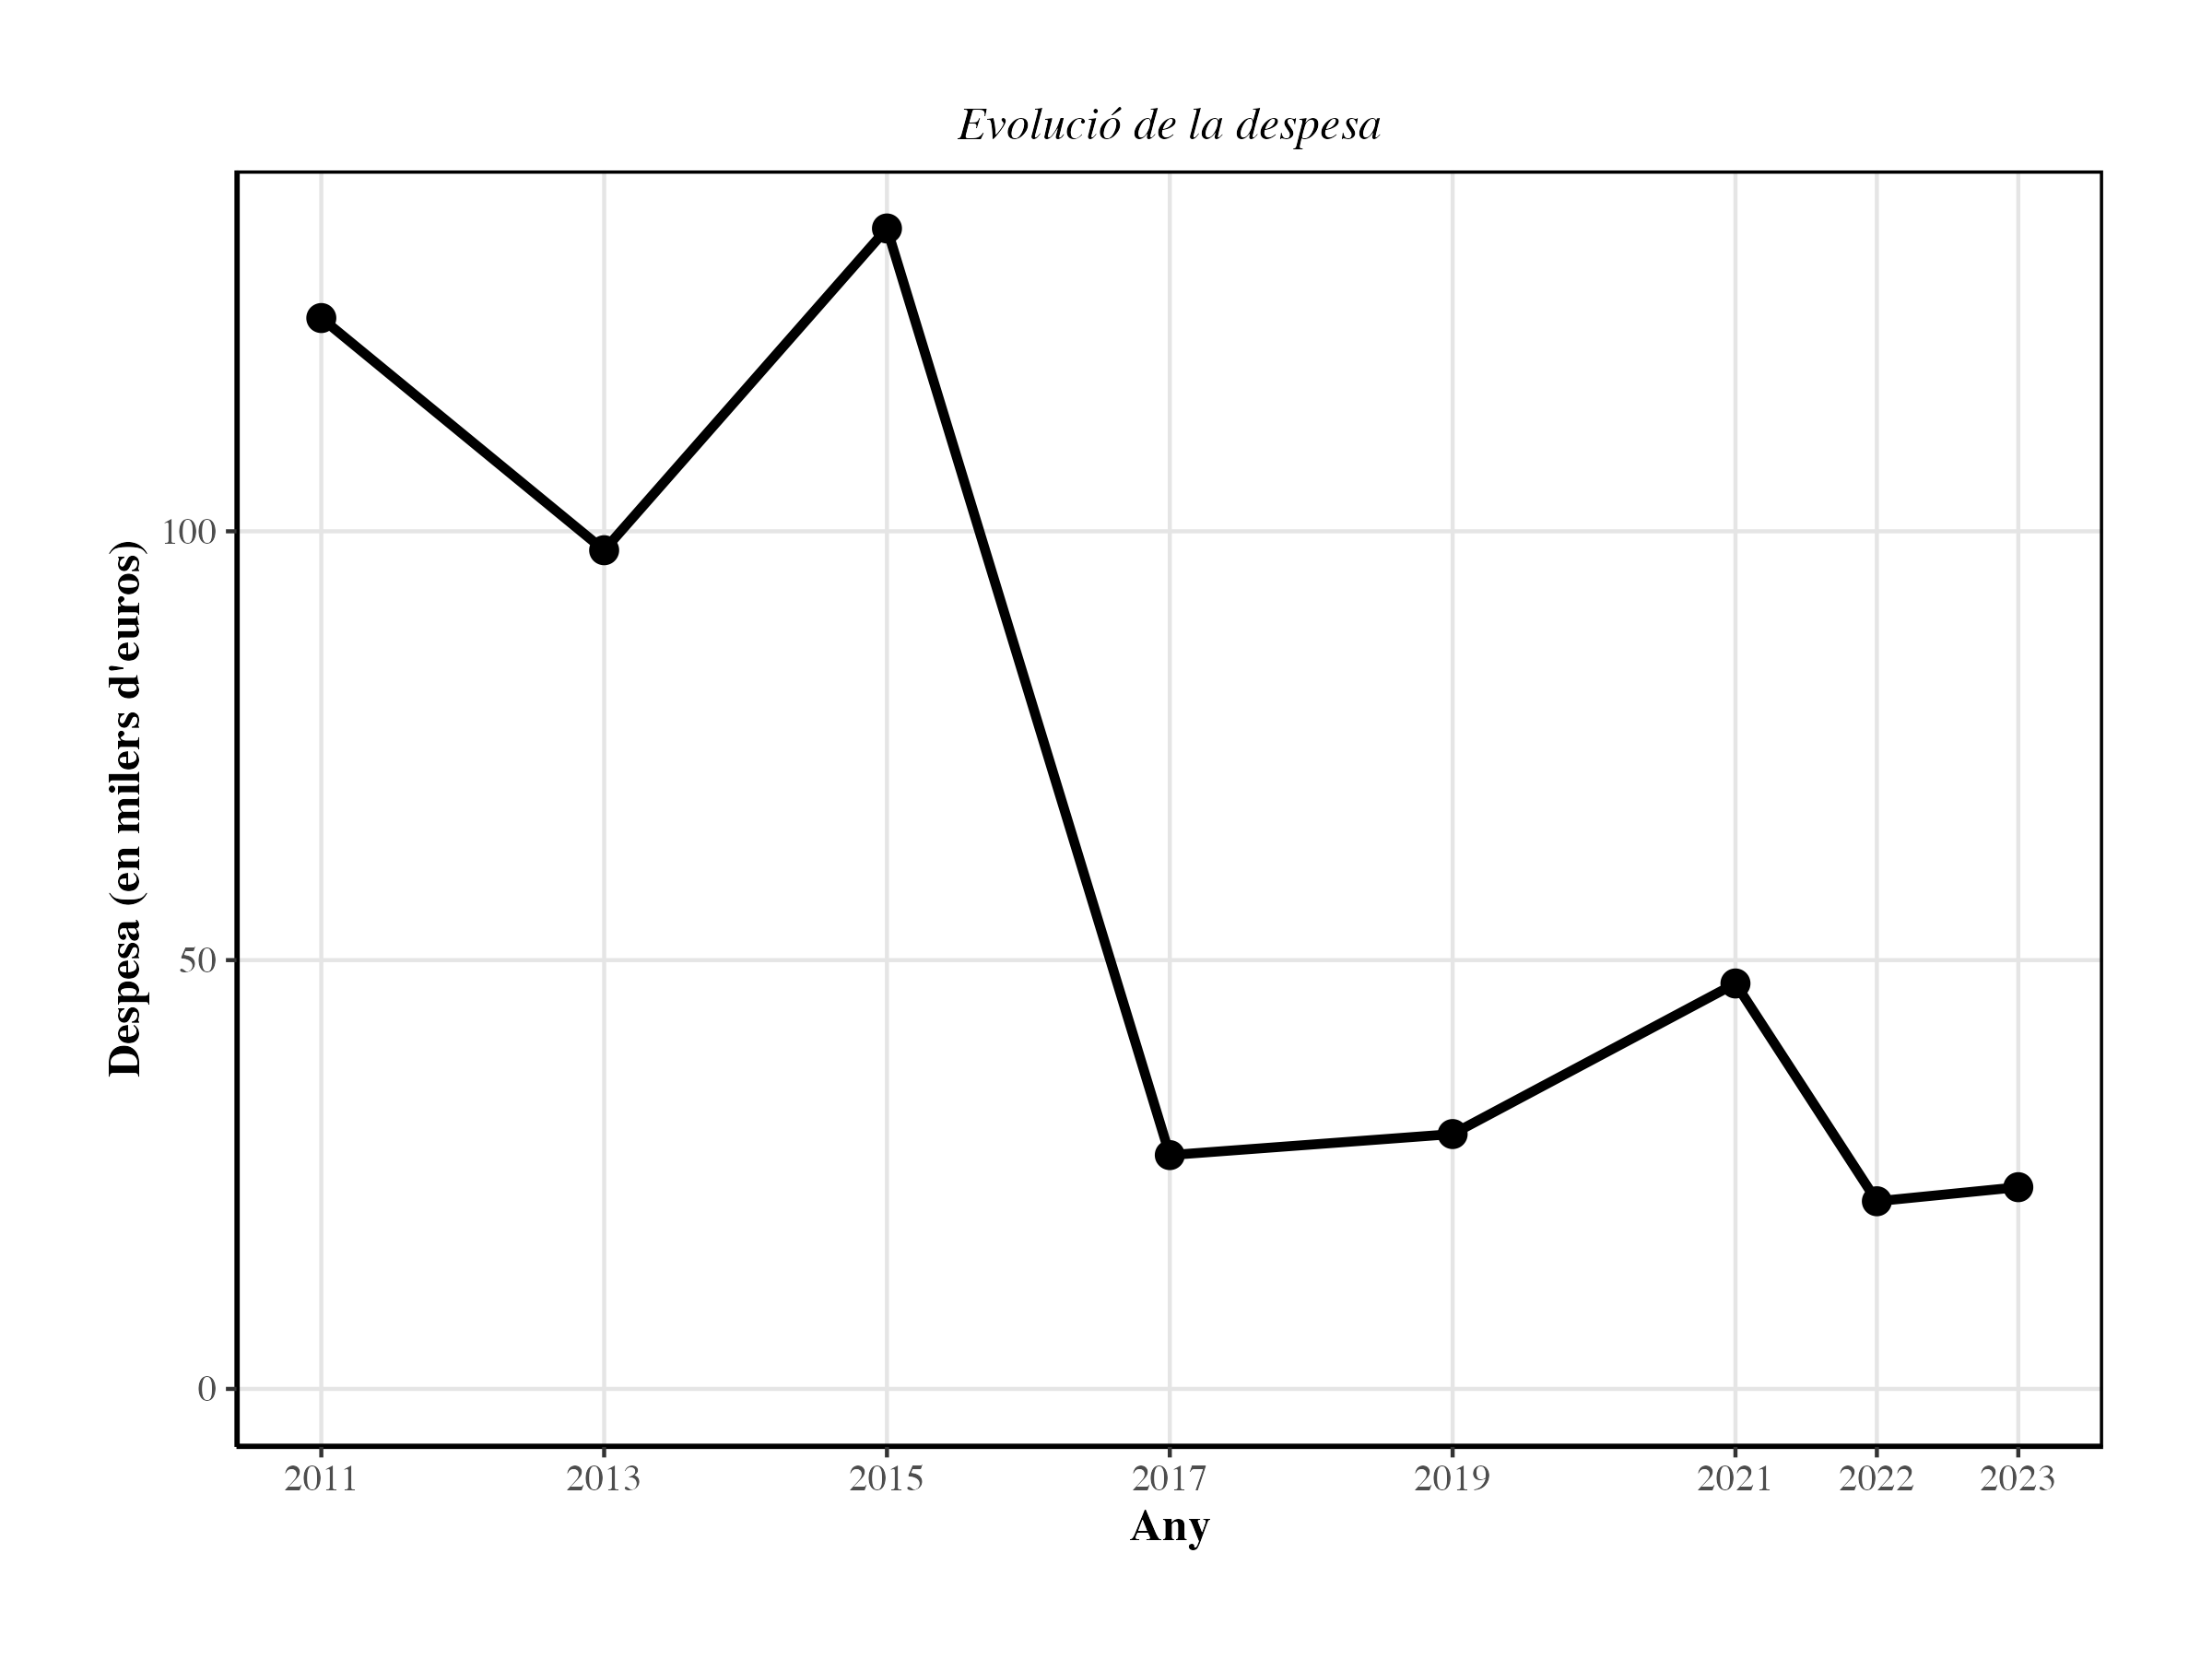 Evolució de la despesa
Despesa (en milers d'euros)
100
50
0
2011 2013 2015 2017 2019 2021 2022 2023
Any